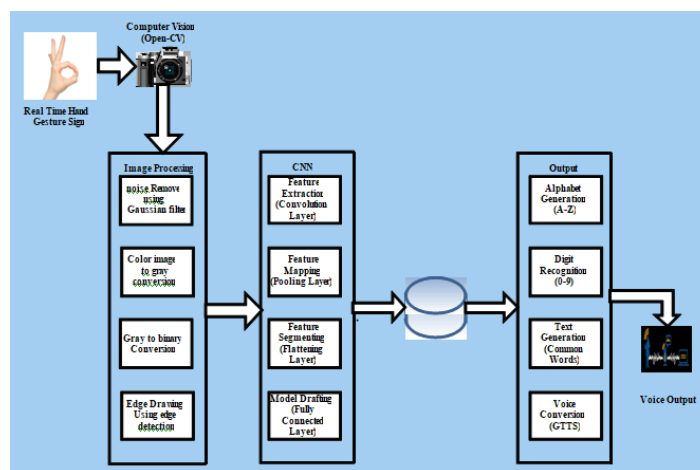 Computer Vision
(Open-CV)
Real Time Hand
Gesture Sign
Image Processing
noise Remove
using
Gaussian filter
Color image
to gray
conversion
Gray to binary
Conversion
Edge Drawing
Using edge
detection
CNN
Feature
Extraction
(Convolution
Layer)
Feature
Mapping
(Pooling Layer)
Feature
Segmenting
(Flattening
Layer)
Model Drafting
(Fully
Connected
Layer)
Output
Alphabet
Generation
(A-Z)
Digit
Recognition
(0-9)
Text
Generation
(Common
Words)
Voice
Conversion
(GTTS)
Voice Output